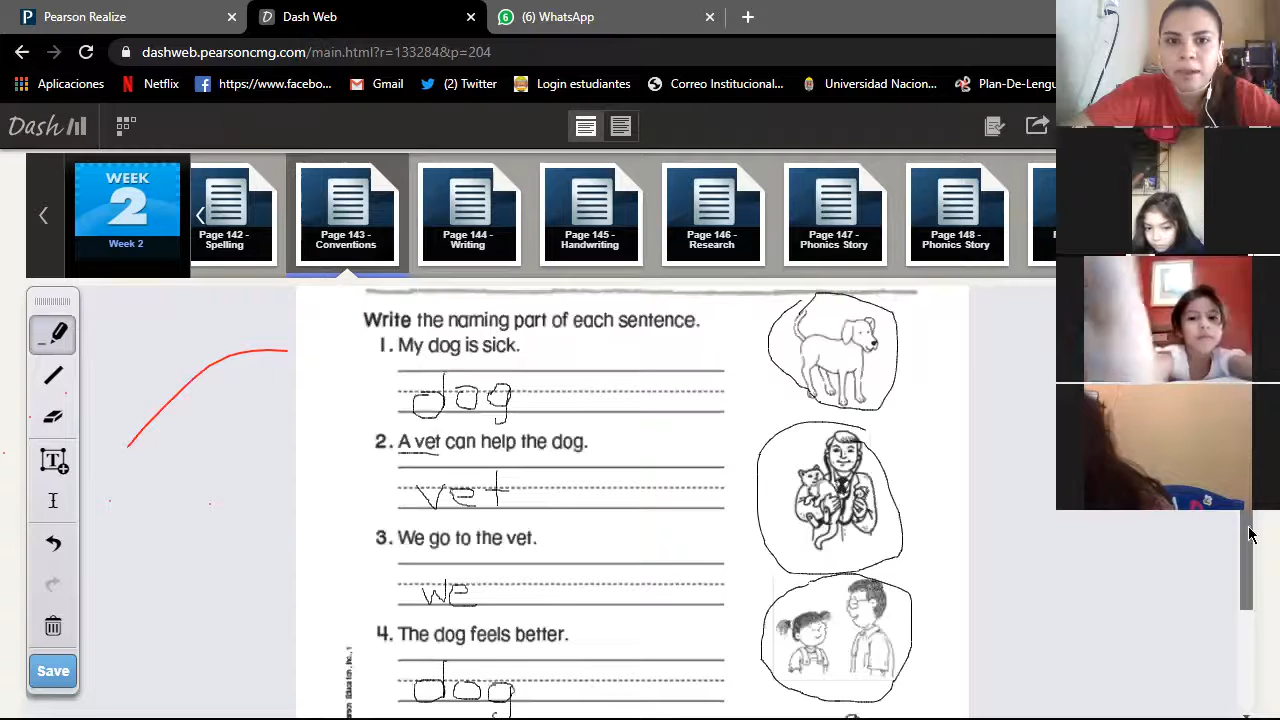 Pearson Realize
Dash Web
(6) WhatsApp
dashweb.pearsoncmg.com/main.html?r=133284&p=204
Aplicaciones Netflix https://www.facebo... Gmail (2) Twitter Login estudiantes Correo Institucional... Universidad Nacion... Plan-De-Lengu
Dash
WEEK
2
Week 2
Page 142 -
Spelling
Page 143 -
Conventions
Page 144 -
Writing
Page 145 -
Handwriting
Page 146 -
Research
Page 147 -
Phonics Story
Page 148 -
Phonics Story
Write the naming part of each sentence.
1. My dog is sick.
dog
2. A vet can help the dog.
vet
3. We go to the vet.
we
4. The dog feels better.
dog
Save
Education, Inc., 1